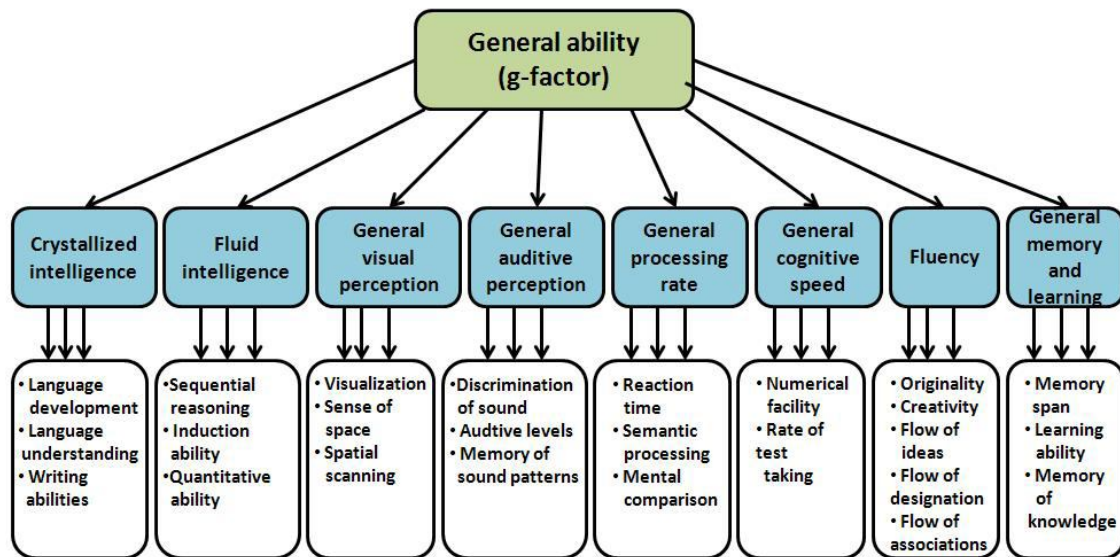 General ability
(g-factor)
Crystallized
intelligence
Fluid
intelligence
General
visual
perception
General
auditive
perception
General
processing
rate
General
cognitive
speed
Fluency
General
memory
and
learning
• Language
development
• Language
understanding
• Writing
abilities
•Sequential
reasoning
• Induction
ability
•Quantitative
ability
• Visualization
• Sense of
space
• Spatial
scanning
•Discrimination
of sound
• Audtive levels
• Memory of
sound patterns
• Reaction
time
• Semantic
processing
• Mental
comparison
• Numerical
facility
• Rate of
test
taking
• Originality
• Creativity
• Flow of
ideas
• Flow of
designation
• Flow of
associations
• Memory
span
• Learning
ability
• Memory
of
knowledge